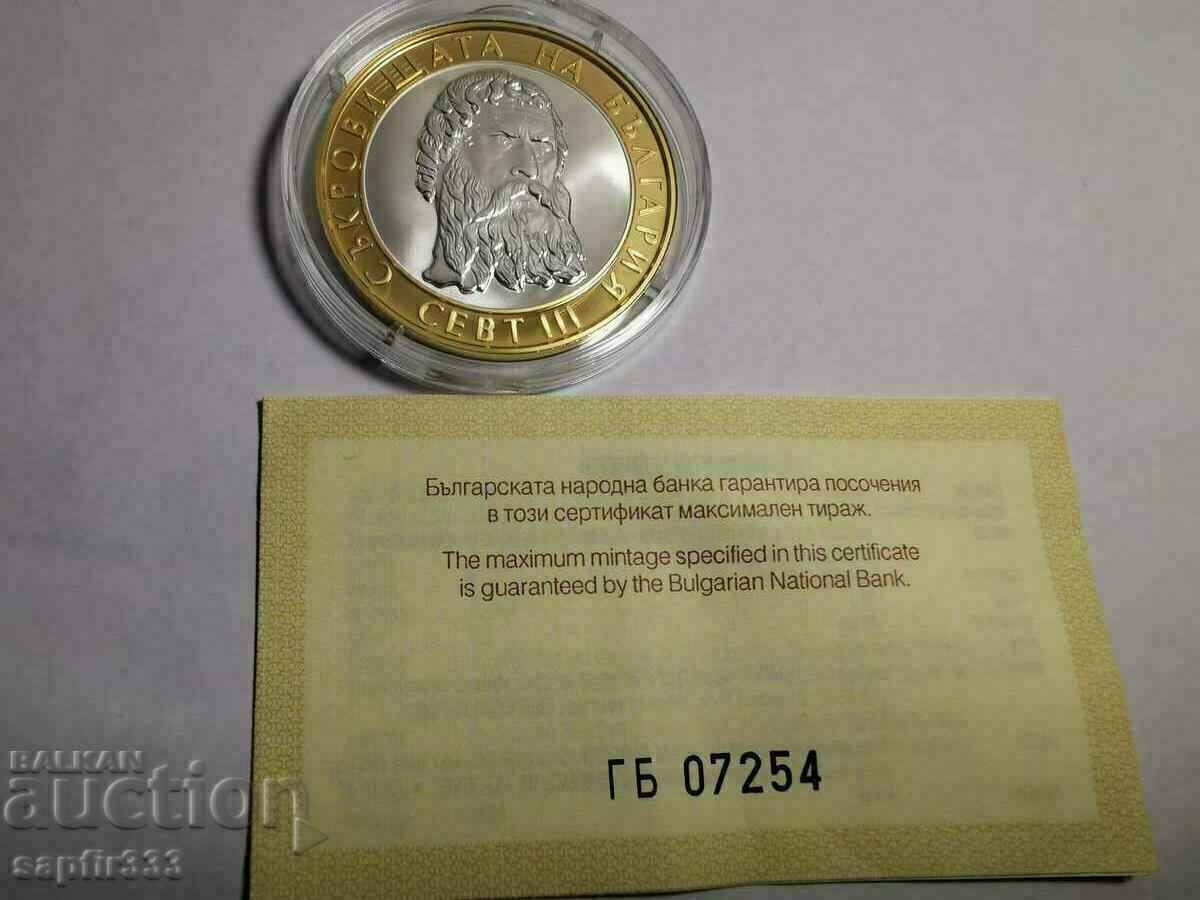 СЪКРОВИЩАТА НА БЪЛГАРИЯ
СЕВТ III
Българската народна банка гарантира посочения
в този сертификат максимален тираж.
The maximum mintage specified in this certificate
is guaranteed by the Bulgarian National Bank.
ГБ 07254
BALKAN
auction
sapfir333